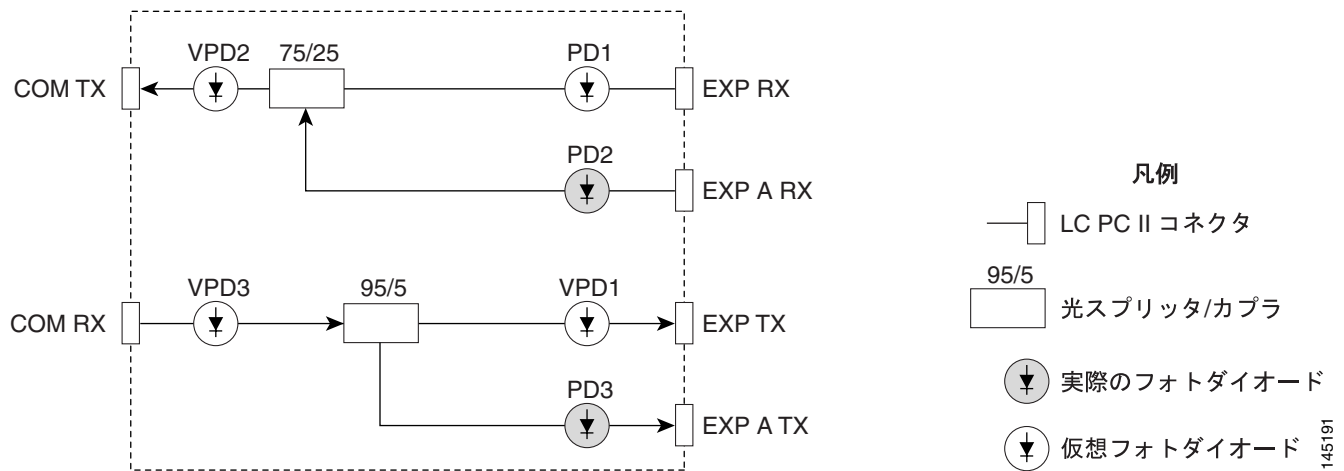 VPD2
75/25
PD1
COM TX
EXP RX
PD2
EXP A RX
VPD3
95/5
VPD1
COM RX
EXP TX
PD3
EXP A TX
凡例
LC PC II コネクタ
95/5
光スプリッタ/カプラ
実際のフォトダイオード
仮想フォトダイオード
145191